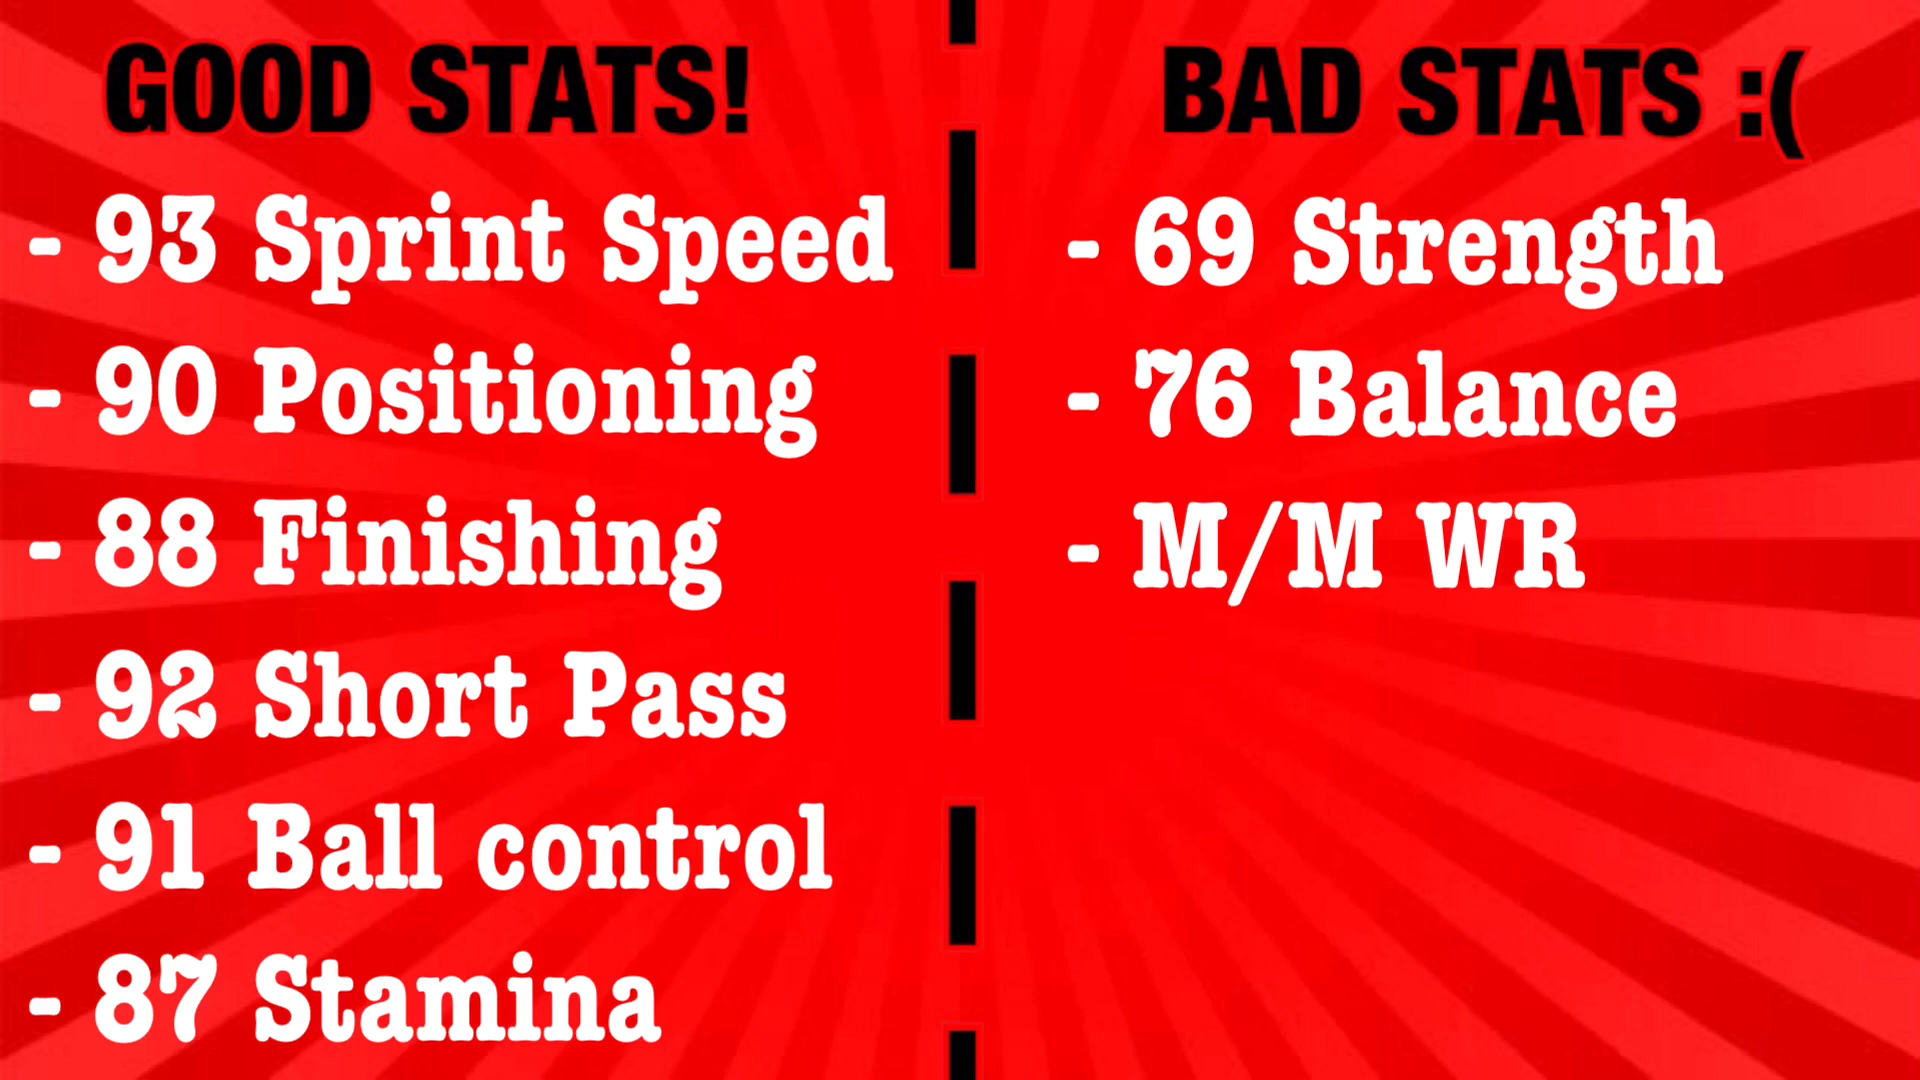 GOOD STATS!
- 93 Sprint Speed
- 90 Positioning
- 88 Finishing
- 92 Short Pass
- 91 Ball control
- 87 Stamina
BAD STATS :(
- 69 Strength
- 76 Balance
- M/M WR